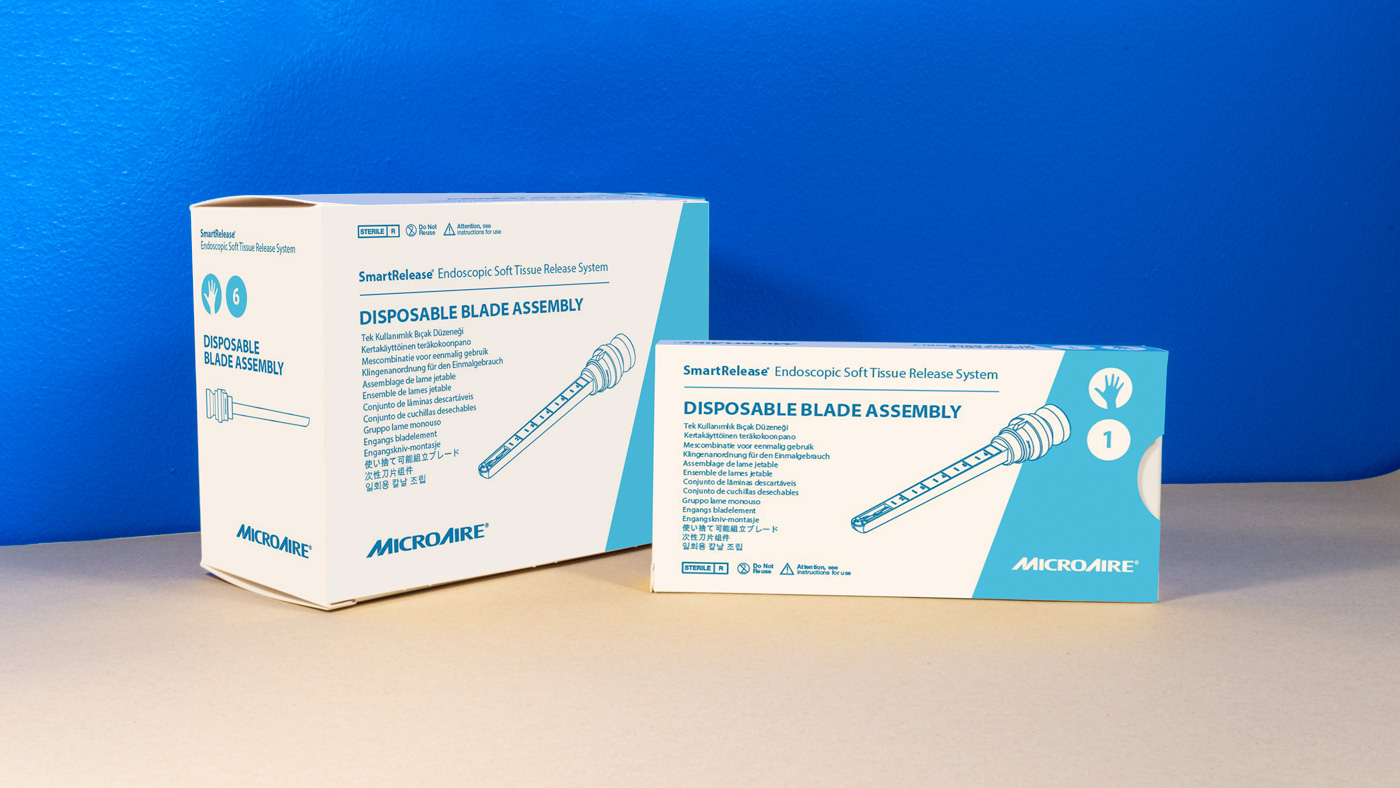 SmartRelease®
Endoscopic Soft Tissue Release System
6
DISPOSABLE
BLADE ASSEMBLY
MICROAIRE®
STERILE R
Do Not
Reuse
Attention, see
instructions for use
SmartRelease® Endoscopic Soft Tissue Release System
DISPOSABLE BLADE ASSEMBLY
Tek Kullanımlık Bıçak Düzeneği
Kertakäyttöinen teräkokoonpano
Mescombinatie voor eenmalig gebruik
Klingenanordnung für den Einmalgebrauch
Assemblage de lame jetable
Ensemble de lames jetable
Conjunto de lâminas descartáveis
Conjunto de cuchillas desechables
Gruppo lame monouso
Engangs bladelement
Engangskniv-montasje
使い捨て可能組立ブレード
次性刀片组件
일회용 칼날 조립
MICROAIRE®
SmartRelease® Endoscopic Soft Tissue Release System
DISPOSABLE BLADE ASSEMBLY
Tek Kullanımlık Bıçak Düzeneği
Kertakäyttöinen teräkokoonpano
Mescombinatie voor eenmalig gebruik
Klingenanordnung für den Einmalgebrauch
Assemblage de lame jetable
Ensemble de lames jetable
Conjunto de lâminas descartáveis
Conjunto de cuchillas desechables
Gruppo lame monouso
Engangs bladelement
Engangskniv-montasje
使い捨て可能組立ブレード
次性刀片组件
일회용 칼날 조립
STERILE R
Do Not
Reuse
Attention, see
instructions for use
1
MICROAIRE®